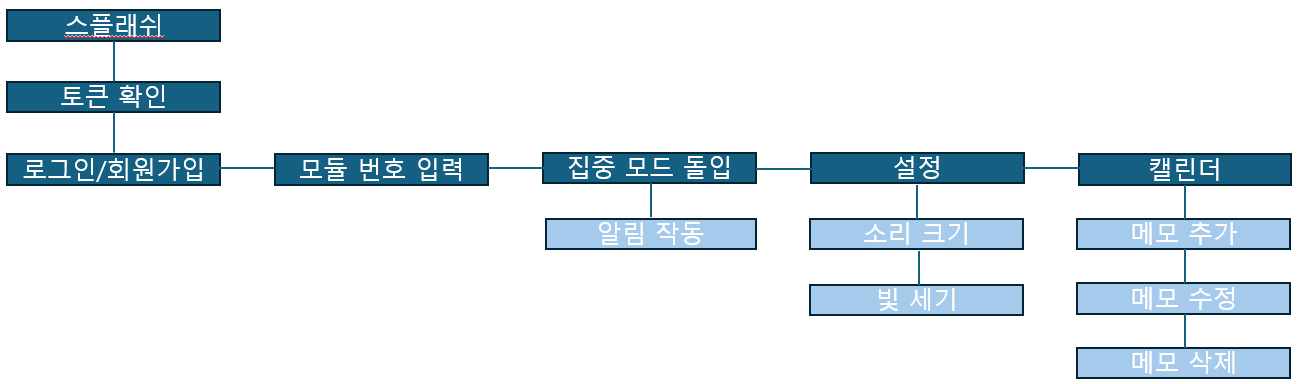 스플래쉬
토큰 확인
로그인/회원가입
모듈 번호 입력
집중 모드 돌입
알림 작동
설정
소리 크기
빛 세기
캘린더
메모 추가
메모 수정
메모 삭제